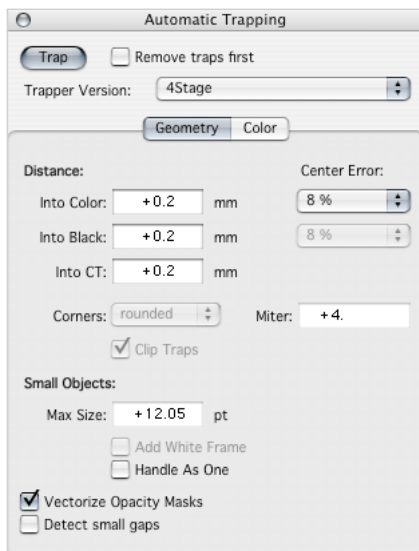 Automatic Trapping
Trap Remove traps first
Trapper Version: 4Stage
Geometry Color
Distance: Center Error:
Into Color: +0.2 mm 8 %
Into Black: +0.2 mm 8 %
Into CT: +0.2 mm
Corners: rounded Miter: +4.
Clip Traps
Small Objects:
Max Size: +12.05 pt
Add White Frame
Handle As One
Vectorize Opacity Masks
Detect small gaps